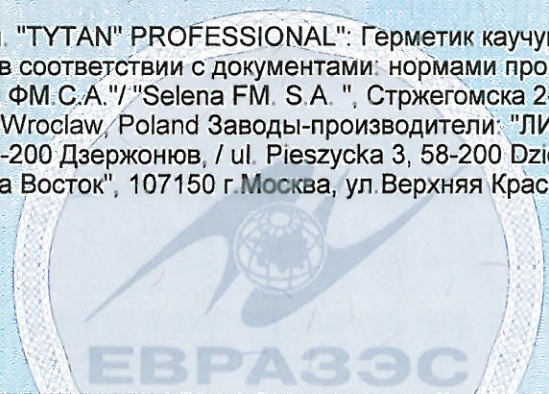 . "TYTAN" PROFESSIONAL": Герметик каучу
в соответствии с документами: нормами про
ФМ.С.А."/ "Selena FM. S.A. ", Стржегомска 2-
Wroclaw, Poland Заводы-производители: "ЛИ
-200 Дзержонюв, / ul. Pieszycka 3, 58-200 Dzie
а Восток", 107150 г.Москва, ул.Верхняя Крас
ЕВРАЗЭС